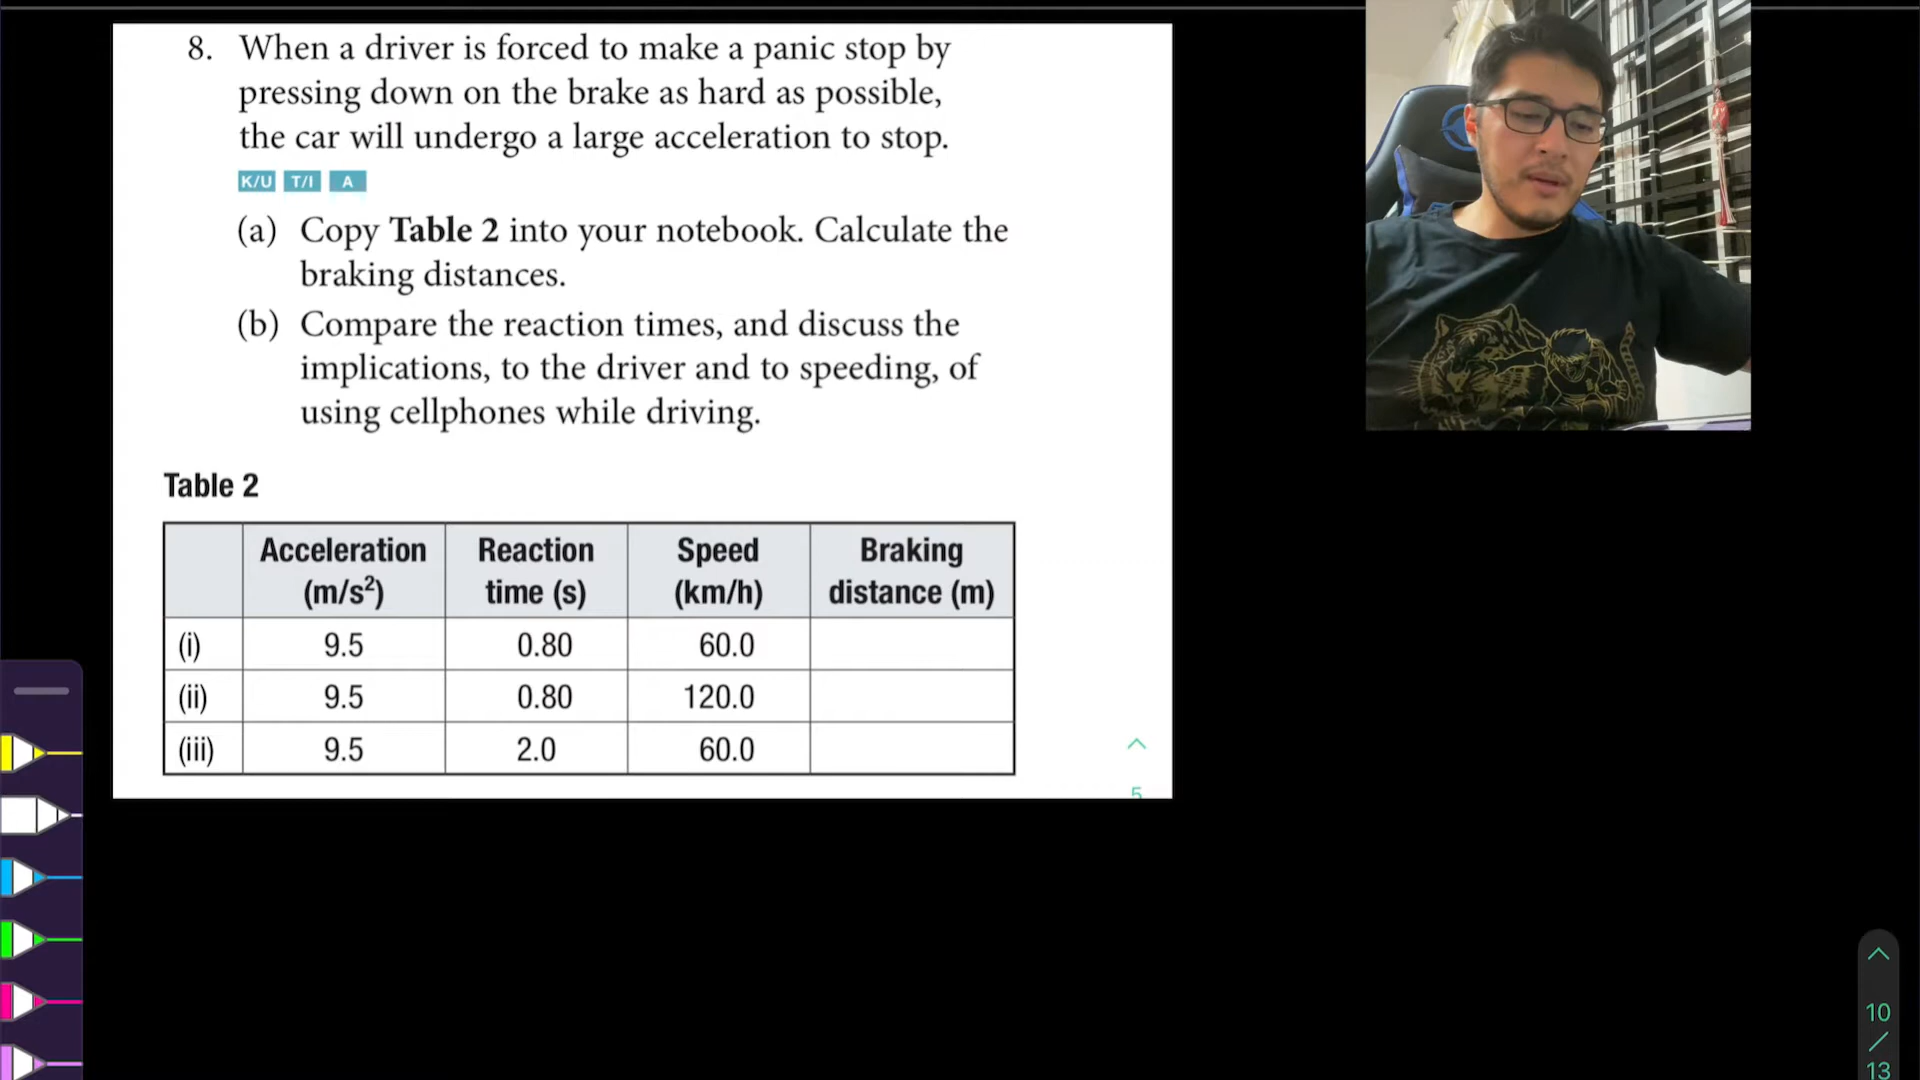 8. When a driver is forced to make a panic stop by
pressing down on the brake as hard as possible,
the car will undergo a large acceleration to stop.
K/U T/I A
(a) Copy Table 2 into your notebook. Calculate the
braking distances.
(b) Compare the reaction times, and discuss the
implications, to the driver and to speeding, of
using cellphones while driving.
Table 2
Acceleration (m/s²) Reaction time (s) Speed (km/h) Braking distance (m)
(i) 9.5 0.80 60.0
(ii) 9.5 0.80 120.0
(iii) 9.5 2.0 60.0
5
10
/
13